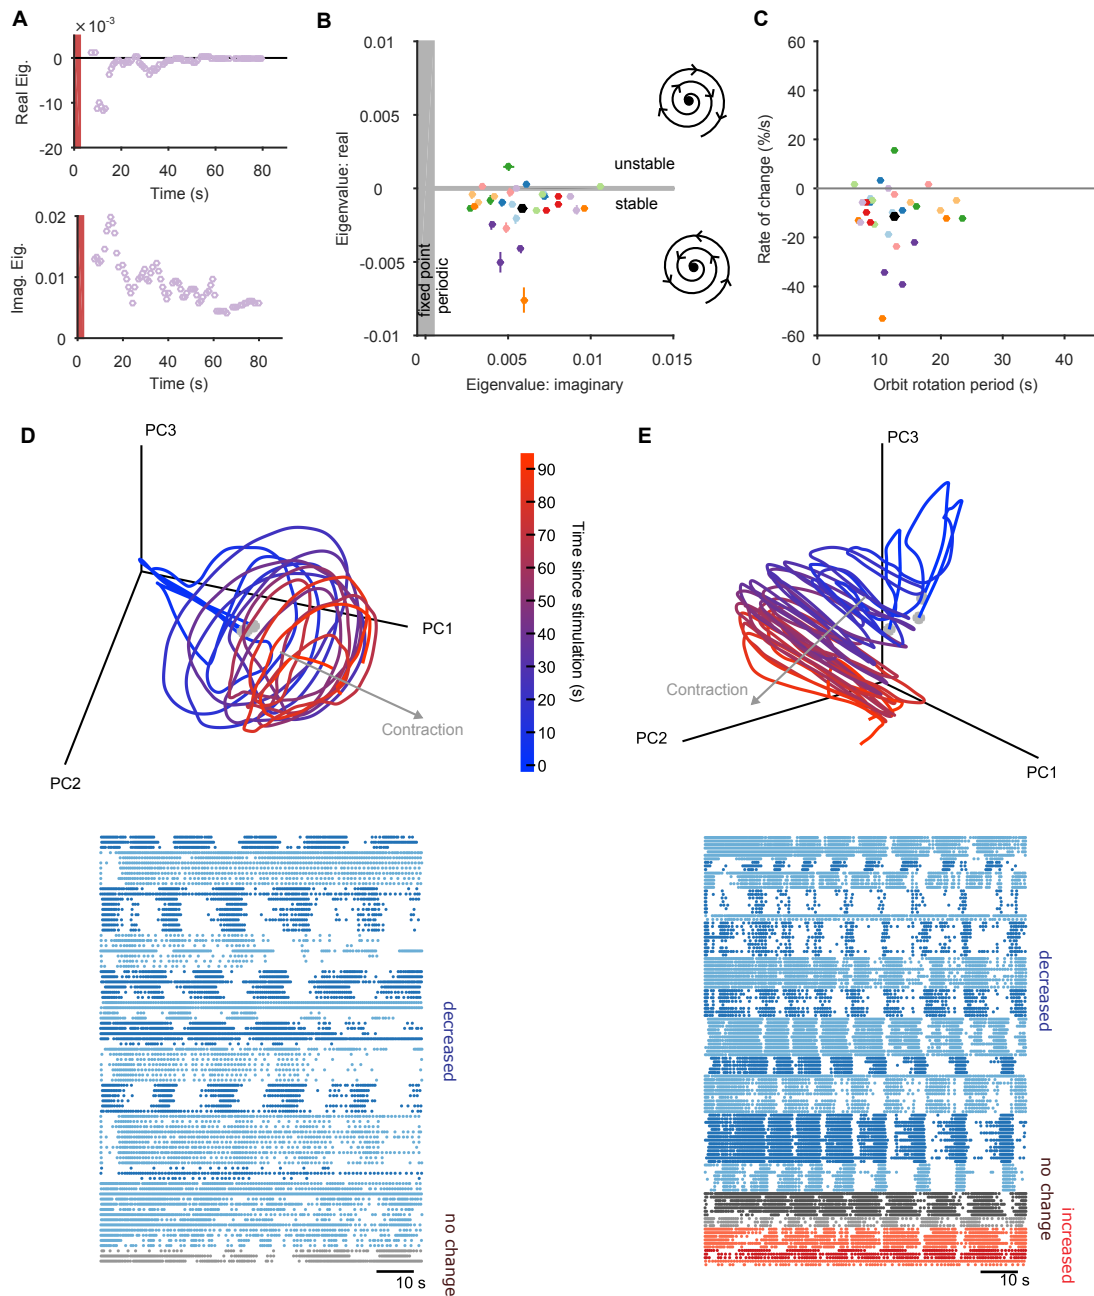 A
×10⁻³
0
-10
-20
Real Eig.
0
20
40
60
80
Time (s)
0.02
0.01
0
Imag. Eig.
0
20
40
60
80
Time (s)
B
0.01
0.005
0
-0.005
-0.01
Eigenvalue: real
unstable
stable
fixed point
periodic
0
0.005
0.01
0.015
Eigenvalue: imaginary
C
60
40
20
0
-20
-40
-60
Rate of change (%/s)
0
10
20
30
40
Orbit rotation period (s)
D
PC3
PC1
PC2
Contraction
90
80
70
60
50
40
30
20
10
0
Time since stimulation (s)
E
PC3
Contraction
PC2
PC1
decreased
no change
10 s
decreased
no change
increased
10 s